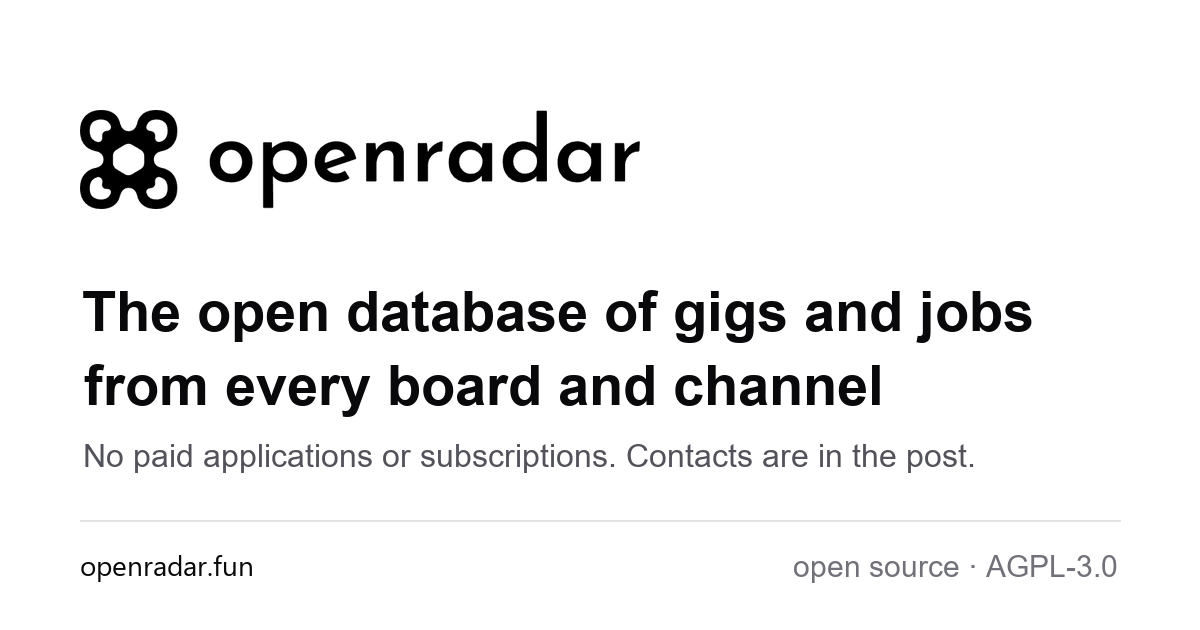 openradar
The open database of gigs and jobs
from every board and channel
No paid applications or subscriptions. Contacts are in the post.
openradar.fun
open source · AGPL-3.0